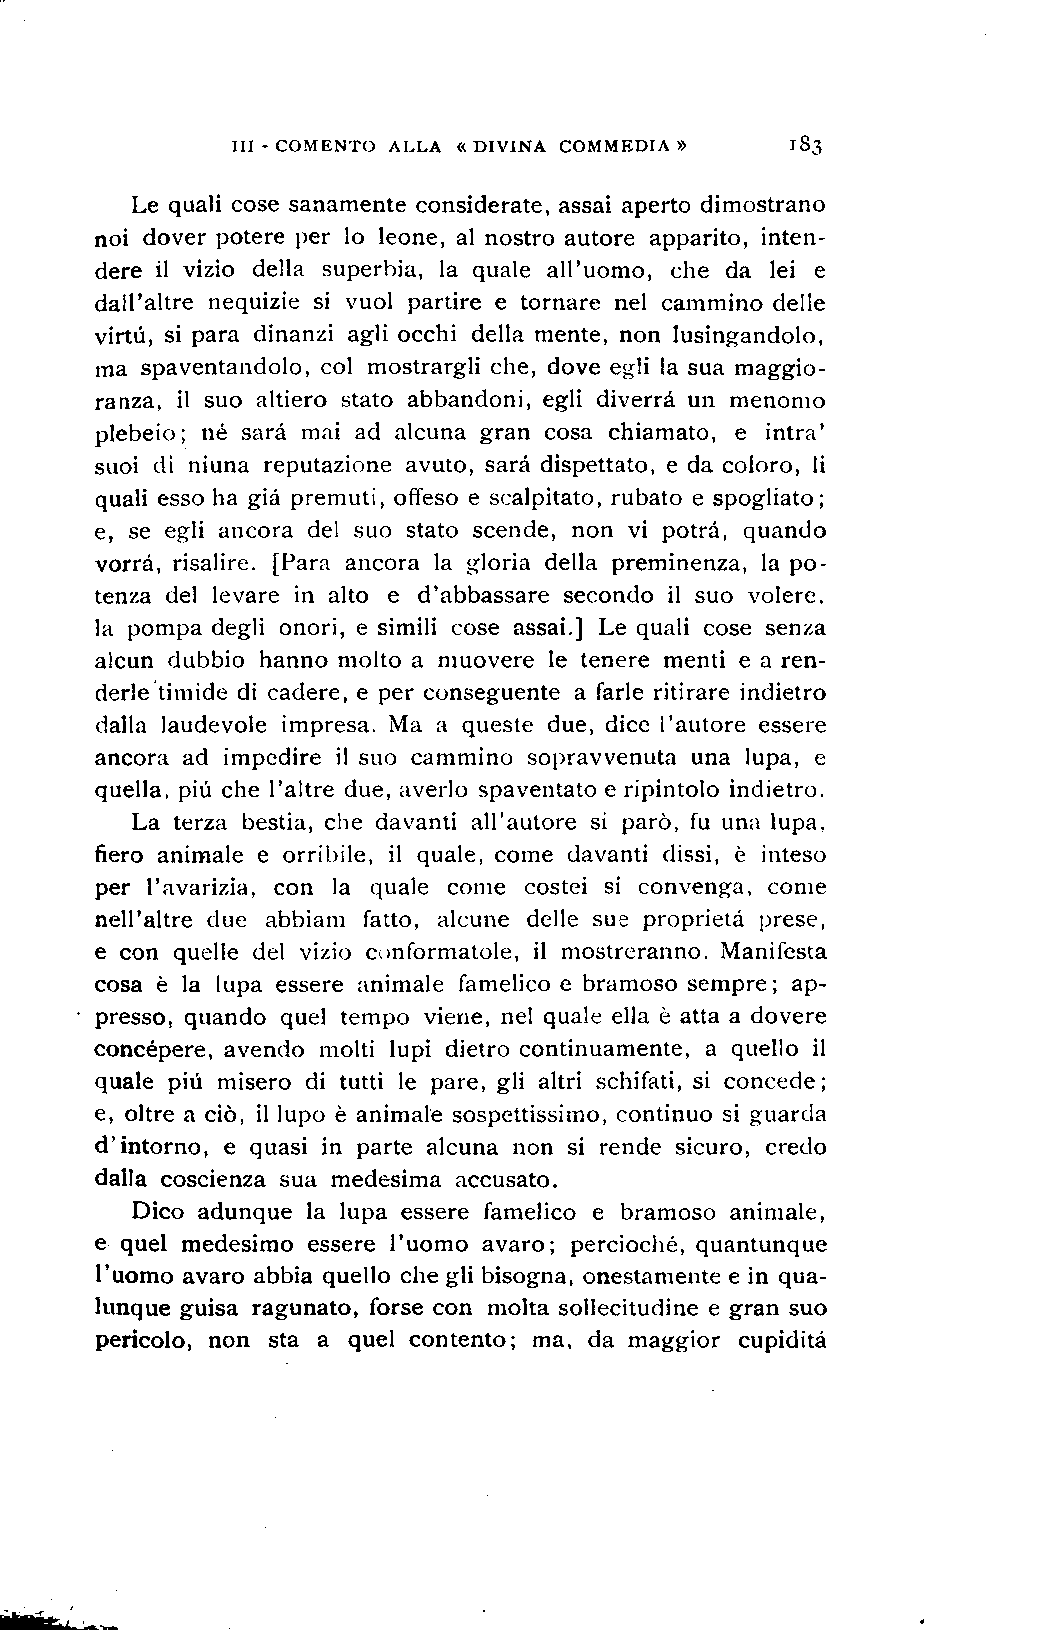 III - COMENTO ALLA « DIVINA COMMEDIA » 183
Le quali cose sanamente considerate, assai aperto dimostrano
noi dover potere per lo leone, al nostro autore apparito, inten-
dere il vizio della superbia, la quale all'uomo, che da lei e
dall'altre nequizie si vuol partire e tornare nel cammino delle
virtú, si para dinanzi agli occhi della mente, non lusingandolo,
ma spaventandolo, col mostrargli che, dove egli la sua maggio-
ranza, il suo altiero stato abbandoni, egli diverrá un menomo
plebeio; né sará mai ad alcuna gran cosa chiamato, e intra'
suoi di niuna reputazione avuto, sará dispettato, e da coloro, li
quali esso ha giá premuti, offeso e scalpitato, rubato e spogliato;
e, se egli ancora del suo stato scende, non vi potrá, quando
vorrá, risalire. [Para ancora la gloria della preminenza, la po-
tenza del levare in alto e d'abbassare secondo il suo volere,
la pompa degli onori, e simili cose assai.] Le quali cose senza
alcun dubbio hanno molto a muovere le tenere menti e a ren-
derle timide di cadere, e per conseguente a farle ritirare indietro
dalla laudevole impresa. Ma a queste due, dice l'autore essere
ancora ad impedire il suo cammino sopravvenuta una lupa, e
quella, piú che l'altre due, averlo spaventato e ripintolo indietro.
La terza bestia, che davanti all'autore si parò, fu una lupa,
fiero animale e orribile, il quale, come davanti dissi, è inteso
per l'avarizia, con la quale come costei si convenga, come
nell'altre due abbiam fatto, alcune delle sue proprietá prese,
e con quelle del vizio conformatole, il mostreranno. Manifesta
cosa è la lupa essere animale famelico e bramoso sempre; ap-
presso, quando quel tempo viene, nel quale ella è atta a dovere
concépere, avendo molti lupi dietro continuamente, a quello il
quale piú misero di tutti le pare, gli altri schifati, si concede;
e, oltre a ciò, il lupo è animale sospettissimo, continuo si guarda
d'intorno, e quasi in parte alcuna non si rende sicuro, credo
dalla coscienza sua medesima accusato.
Dico adunque la lupa essere famelico e bramoso animale,
e quel medesimo essere l'uomo avaro; percioché, quantunque
l'uomo avaro abbia quello che gli bisogna, onestamente e in qua-
lunque guisa ragunato, forse con molta sollecitudine e gran suo
pericolo, non sta a quel contento; ma, da maggior cupiditá